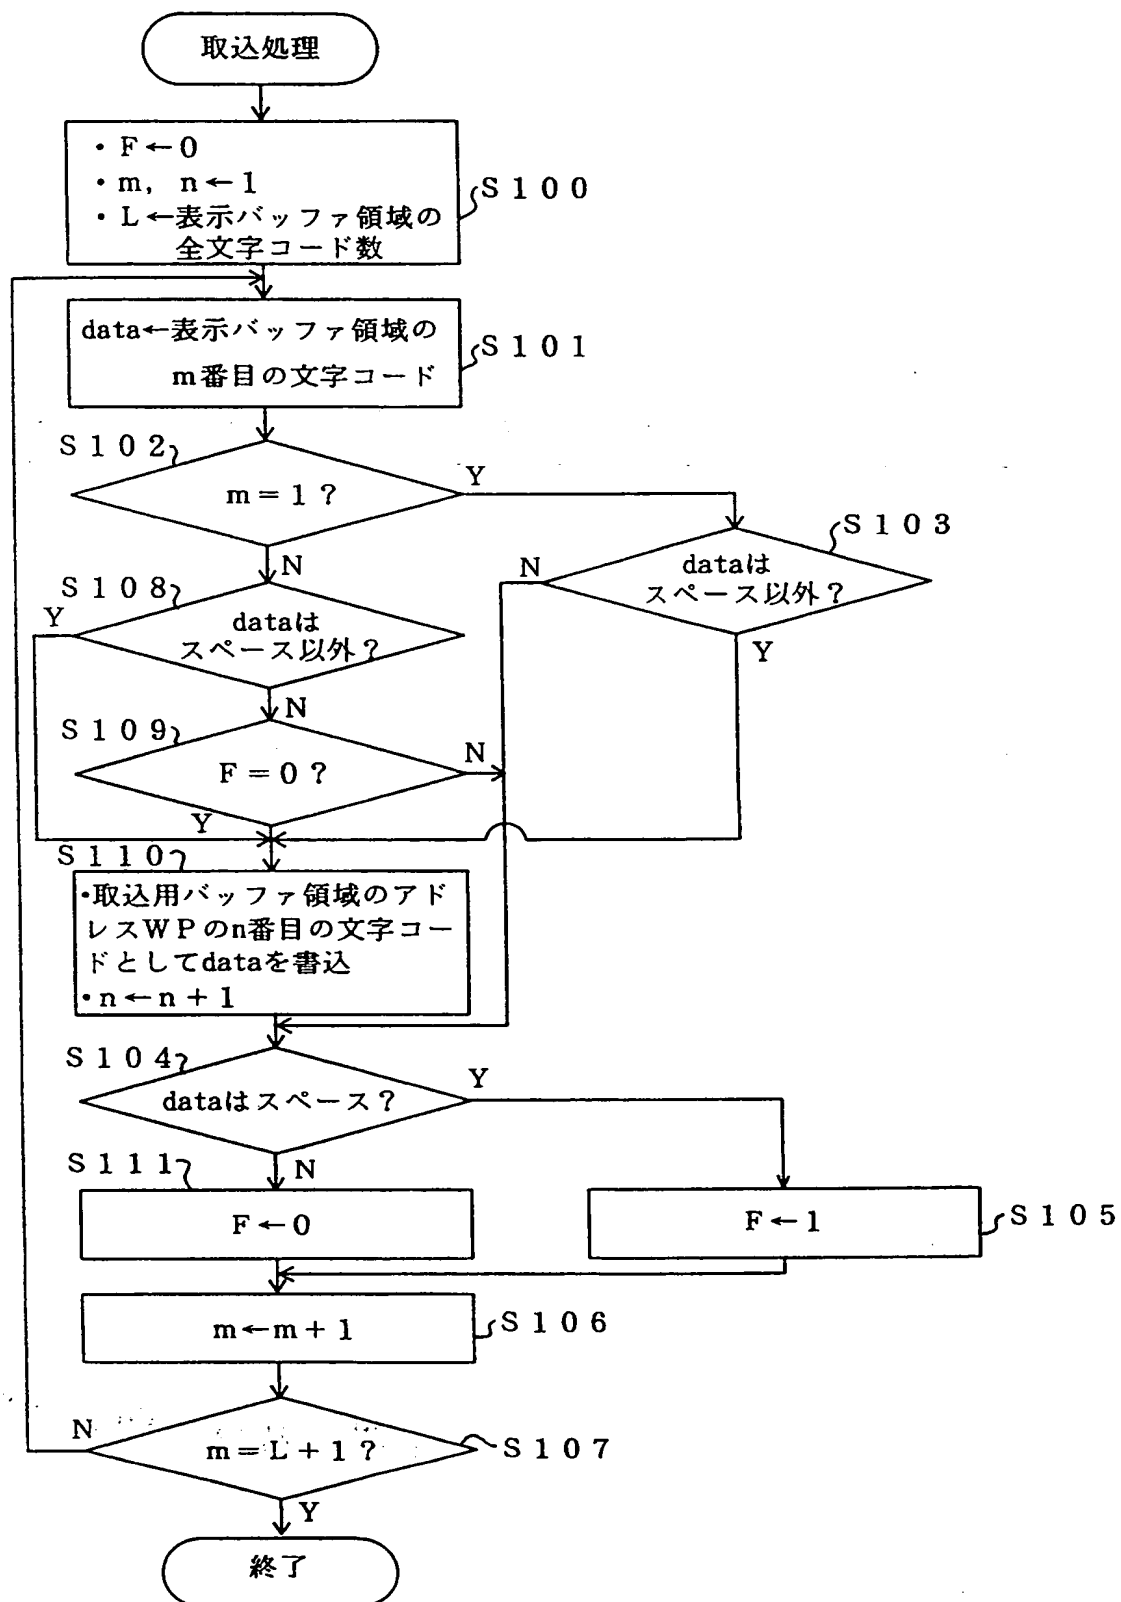 取込処理
・F←0
・m, n←1
・L←表示バッファ領域の
全文字コード数
S100
data←表示バッファ領域の
m番目の文字コード
S101
S102
m=1?
Y
N
S103
dataは
スペース以外?
N
Y
S108
Y
dataは
スペース以外?
N
S109
F=0?
N
Y
S110
・取込用バッファ領域のアド
レスWPのn番目の文字コー
ドとしてdataを書込
・n←n+1
S104
dataはスペース?
Y
N
S111
F←0
F←1
S105
m←m+1
S106
N
m=L+1?
S107
Y
終了